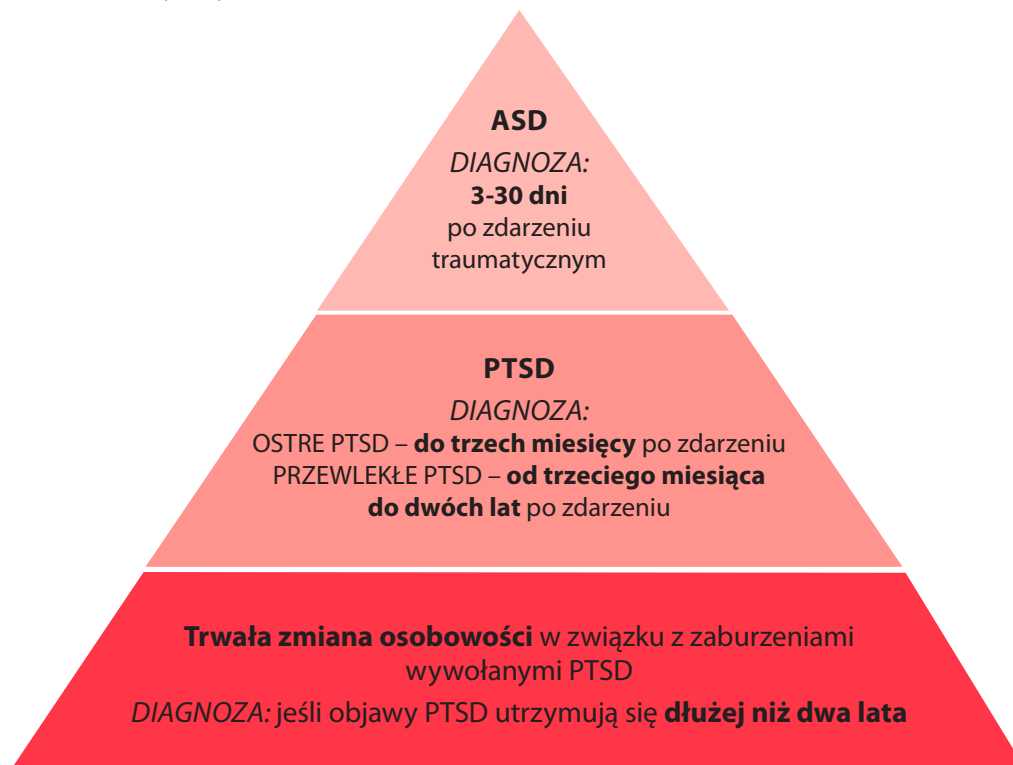 ASD
DIAGNOZA:
3-30 dni
po zdarzeniu
traumatycznym
PTSD
DIAGNOZA:
OSTRE PTSD – do trzech miesięcy po zdarzeniu
PRZEWLEKŁE PTSD – od trzeciego miesiąca
do dwóch lat po zdarzeniu
Trwała zmiana osobowości w związku z zaburzeniami
wywołanymi PTSD
DIAGNOZA: jeśli objawy PTSD utrzymują się dłużej niż dwa lata